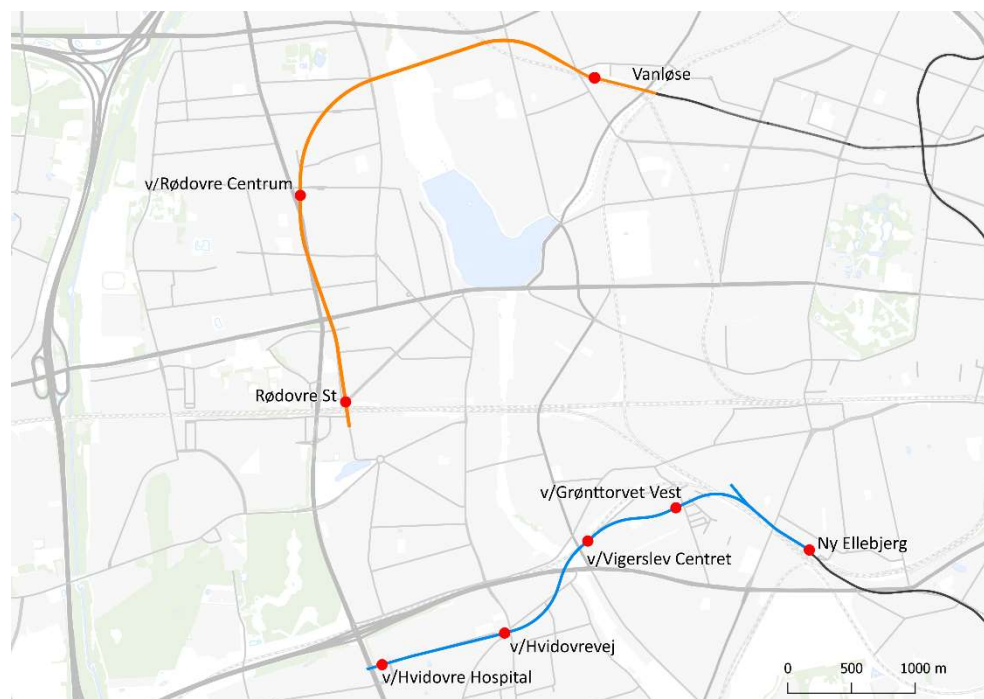 Vanløse
v/Rødovre Centrum
Rødovre St
v/Grønttorvet Vest
Ny Ellebjerg
v/Vigerslev Centret
v/Hvidovrevej
v/Hvidovre Hospital
0 500 1000 m